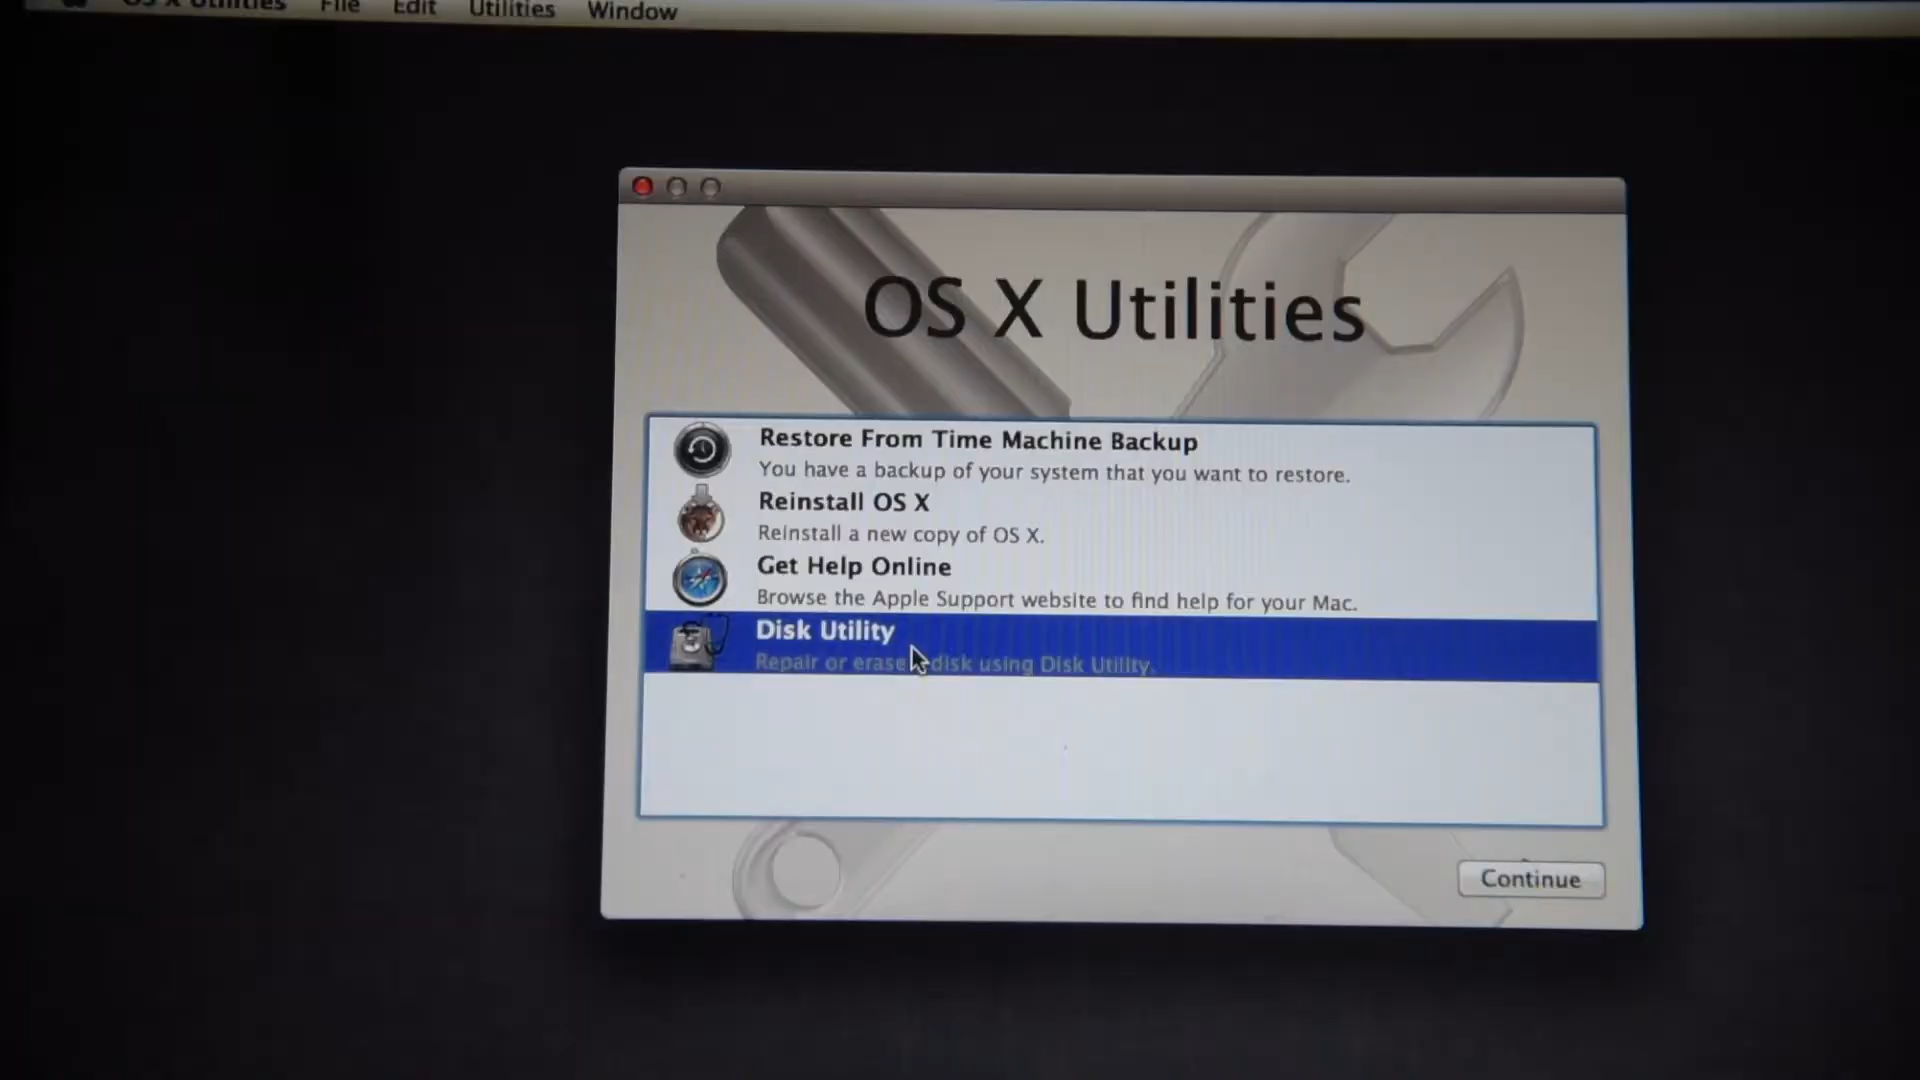 OS X Utilities File Edit Utilities Window
OS X Utilities
Restore From Time Machine Backup
You have a backup of your system that you want to restore.
Reinstall OS X
Reinstall a new copy of OS X.
Get Help Online
Browse the Apple Support website to find help for your Mac.
Disk Utility
Repair or erase disk using Disk Utility.
Continue